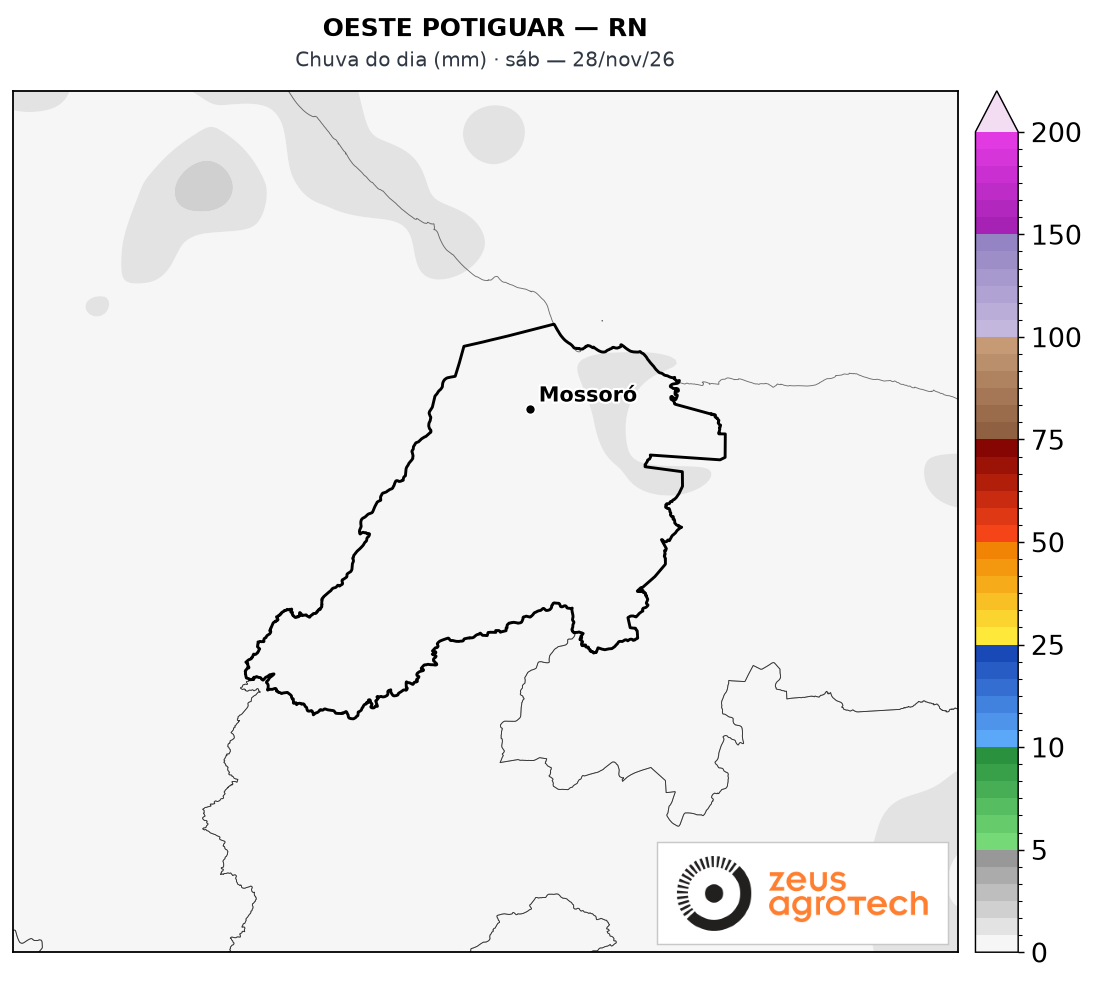 OESTE POTIGUAR — RN
Chuva do dia (mm) · sáb — 28/nov/26
Mossoró
200
150
100
75
50
25
10
5
0
zeus
agrotech